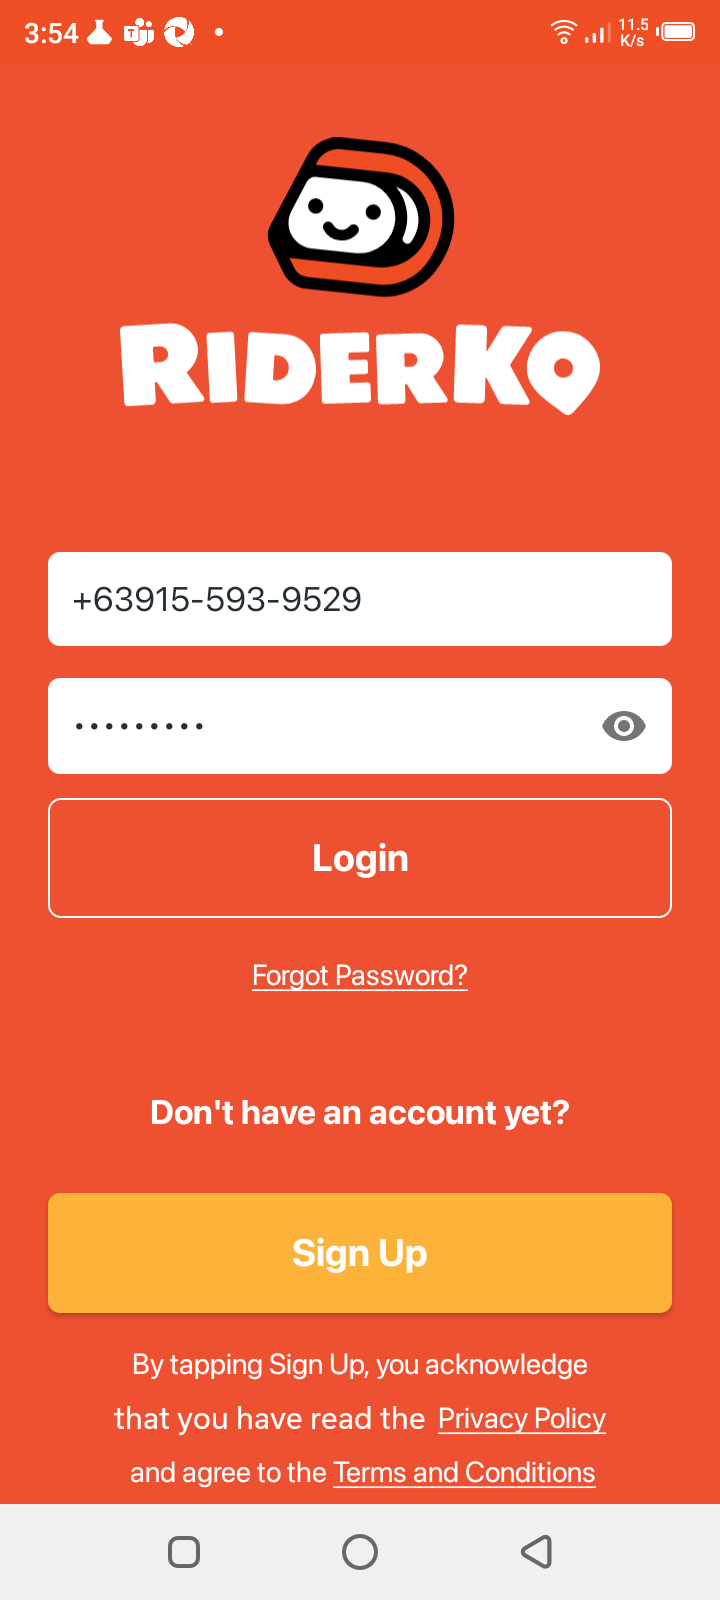 3:54
11.5
K/s
RIDERKO
+63915-593-9529
•••••••••
Login
Forgot Password?
Don't have an account yet?
Sign Up
By tapping Sign Up, you acknowledge
that you have read the Privacy Policy
and agree to the Terms and Conditions